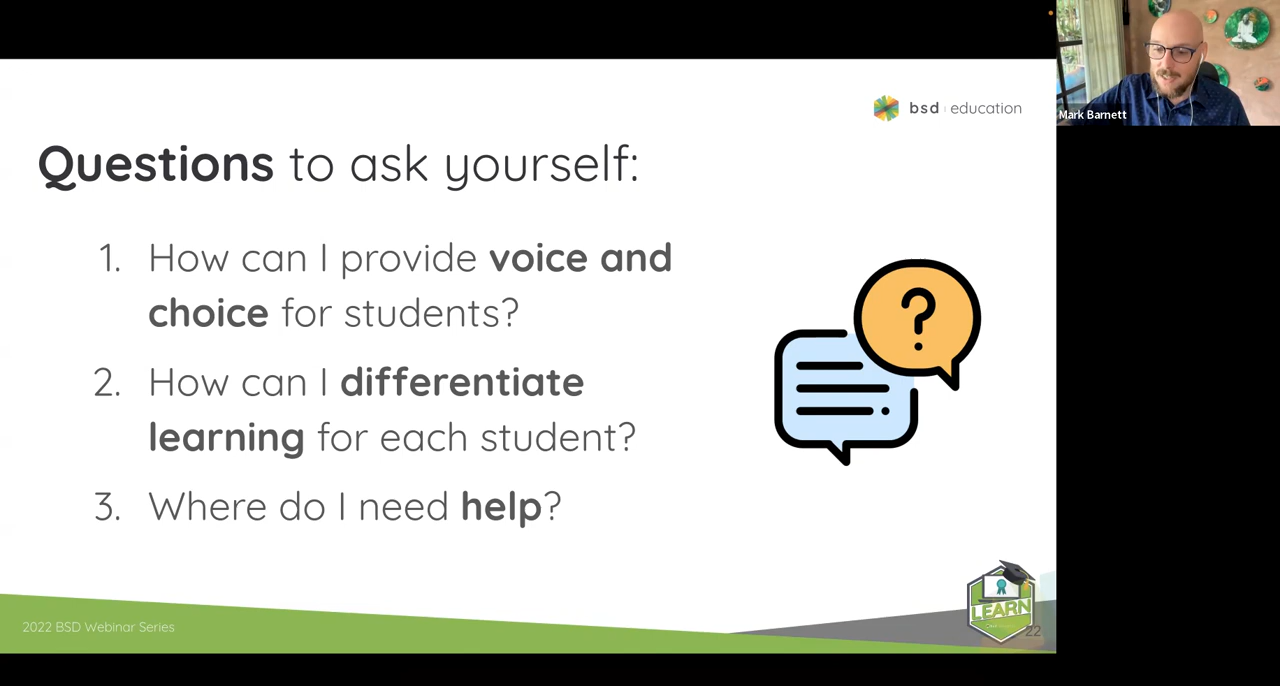 bsd education
Mark Barnett
Questions to ask yourself:
1. How can I provide voice and
choice for students?
2. How can I differentiate
learning for each student?
3. Where do I need help?
?
LEARN
2022 BSD Webinar Series
22